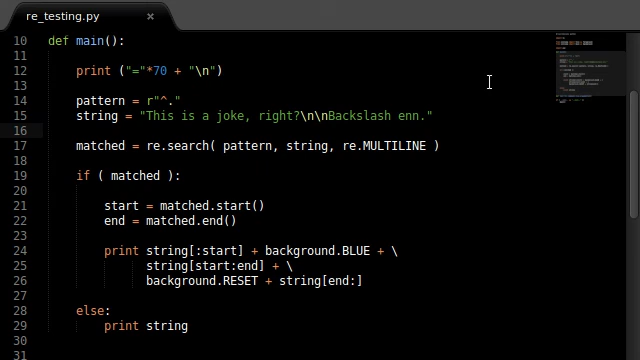 re_testing.py ×
10 def main():
11
12 print ("="*70 + "\n")
13
14 pattern = r"^."
15 string = "This is a joke, right?\n\nBackslash enn."
16
17 matched = re.search( pattern, string, re.MULTILINE )
18
19 if ( matched ):
20
21 start = matched.start()
22 end = matched.end()
23
24 print string[:start] + background.BLUE + \
25 string[start:end] + \
26 background.RESET + string[end:]
27
28 else:
29 print string
30
31